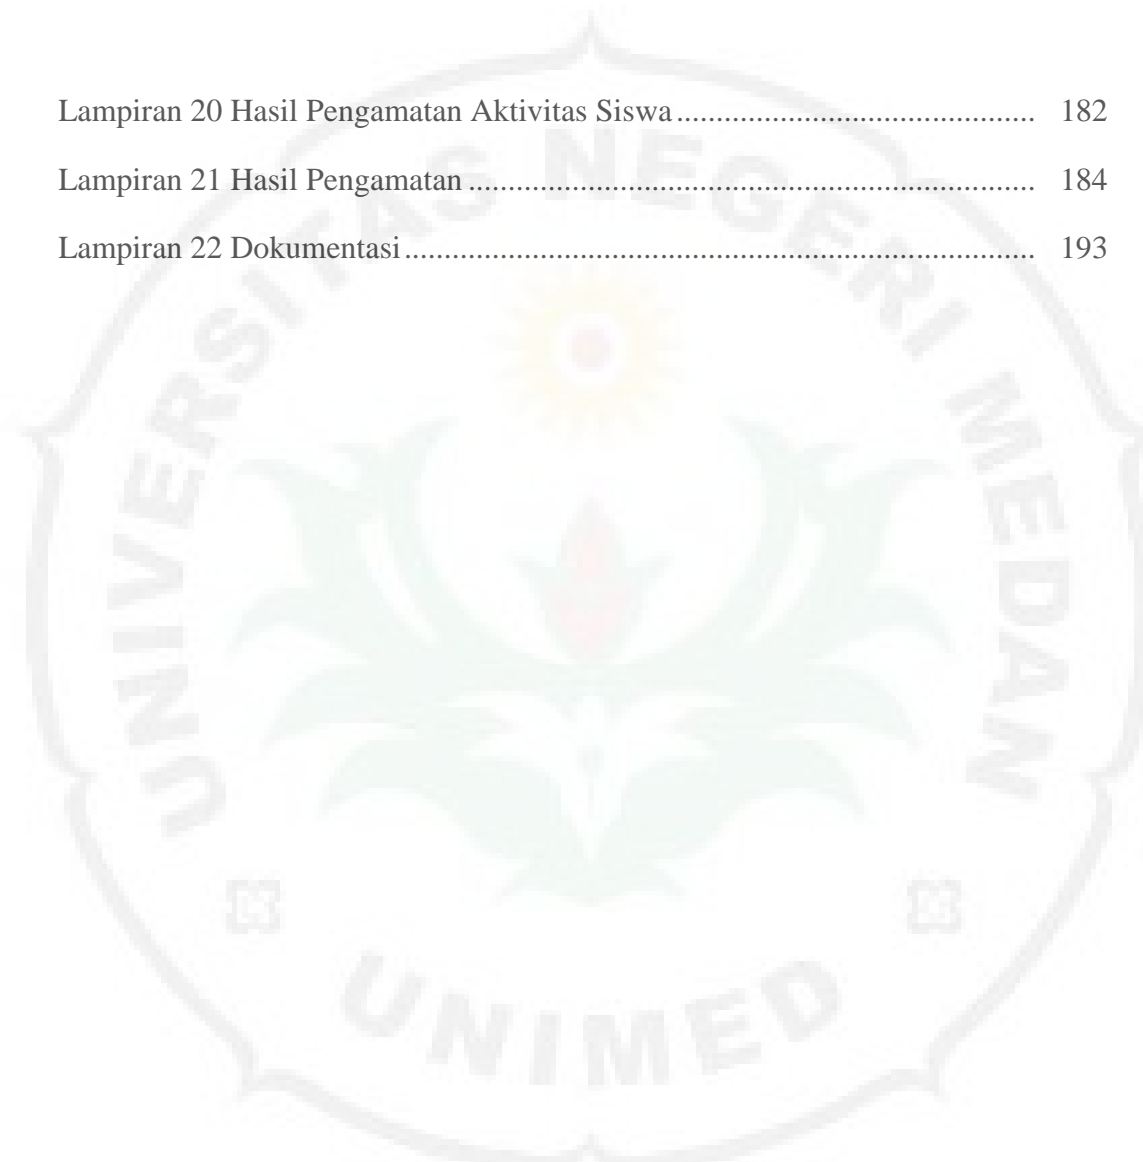 Lampiran 20 Hasil Pengamatan Aktivitas Siswa.............................................. 182
Lampiran 21 Hasil Pengamatan........................................................................ 184
Lampiran 22 Dokumentasi................................................................................ 193
UNIVERSITAS NEGERI MEDAN
UNIMED